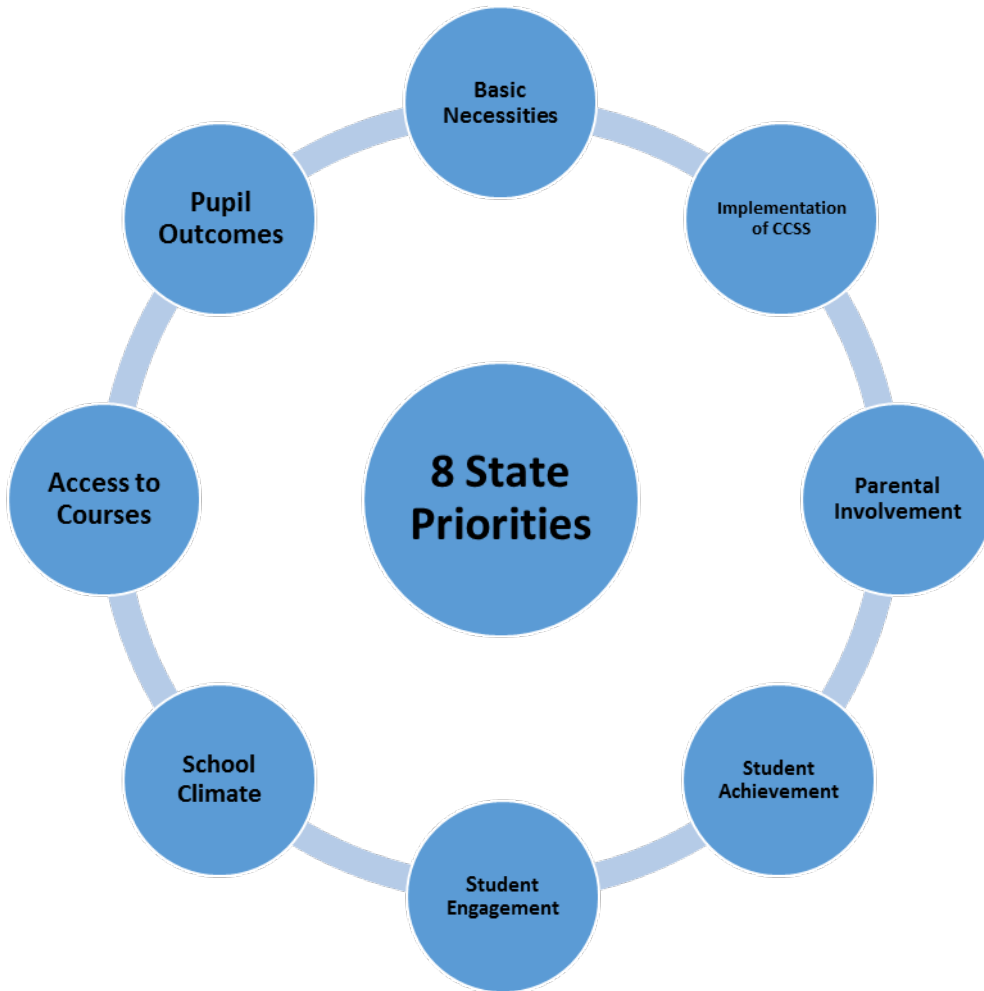 Basic
Necessities
Implementation
of CCSS
Parental
Involvement
Student
Achievement
Student
Engagement
School
Climate
Access to
Courses
Pupil
Outcomes
8 State
Priorities